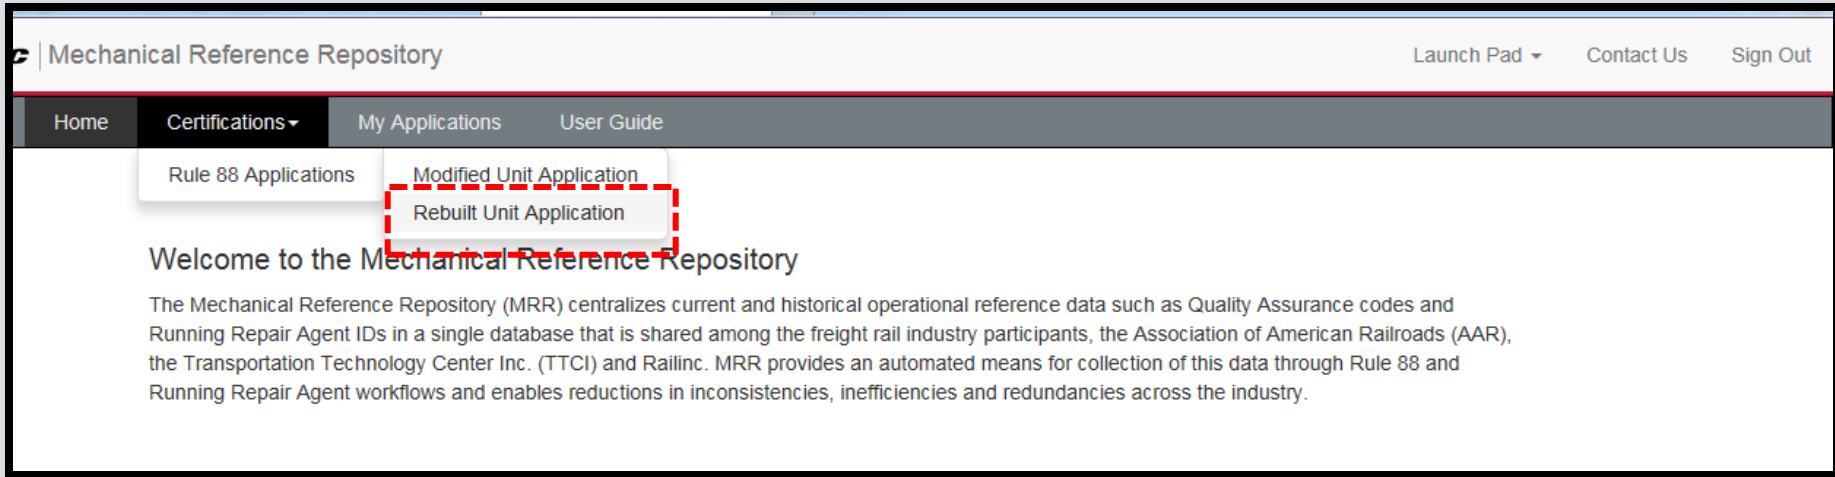 Mechanical Reference Repository Launch Pad Contact Us Sign Out
Home Certifications My Applications User Guide
Rule 88 Applications Modified Unit Application
Rebuilt Unit Application
Welcome to the Mechanical Reference Repository
The Mechanical Reference Repository (MRR) centralizes current and historical operational reference data such as Quality Assurance codes and
Running Repair Agent IDs in a single database that is shared among the freight rail industry participants, the Association of American Railroads (AAR),
the Transportation Technology Center Inc. (TTCI) and Railinc. MRR provides an automated means for collection of this data through Rule 88 and
Running Repair Agent workflows and enables reductions in inconsistencies, inefficiencies and redundancies across the industry.